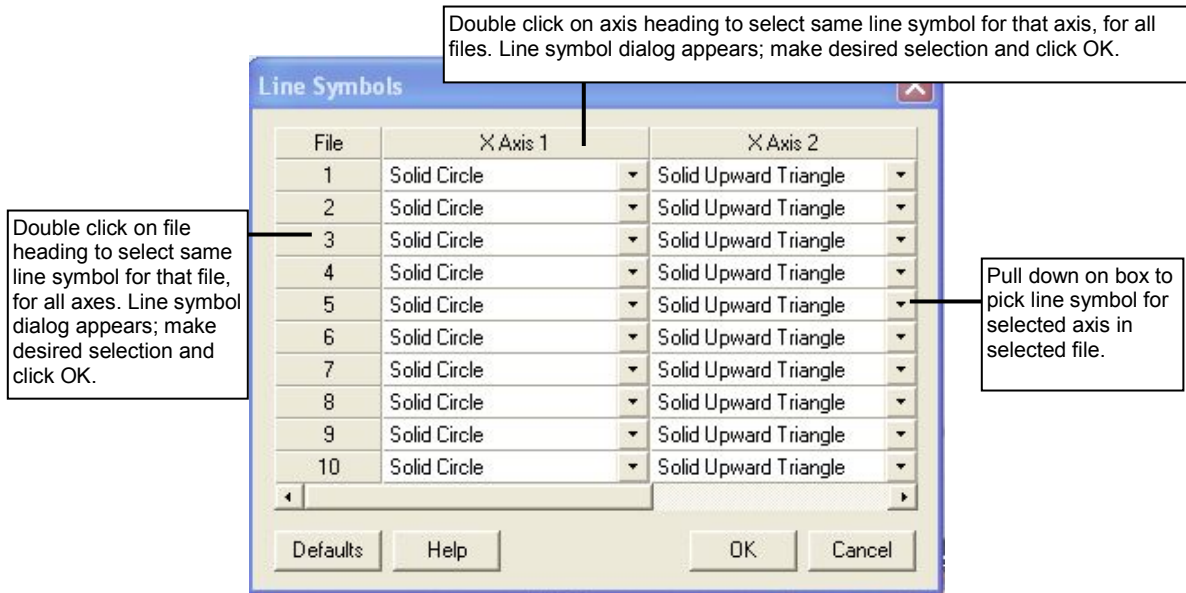 Double click on axis heading to select same line symbol for that axis, for all
files. Line symbol dialog appears; make desired selection and click OK.
Line Symbols
File X Axis 1 X Axis 2
1 Solid Circle Solid Upward Triangle
2 Solid Circle Solid Upward Triangle
3 Solid Circle Solid Upward Triangle
4 Solid Circle Solid Upward Triangle
5 Solid Circle Solid Upward Triangle
6 Solid Circle Solid Upward Triangle
7 Solid Circle Solid Upward Triangle
8 Solid Circle Solid Upward Triangle
9 Solid Circle Solid Upward Triangle
10 Solid Circle Solid Upward Triangle
Defaults Help OK Cancel
Double click on file
heading to select same
line symbol for that file,
for all axes. Line symbol
dialog appears; make
desired selection and
click OK.
Pull down on box to
pick line symbol for
selected axis in
selected file.